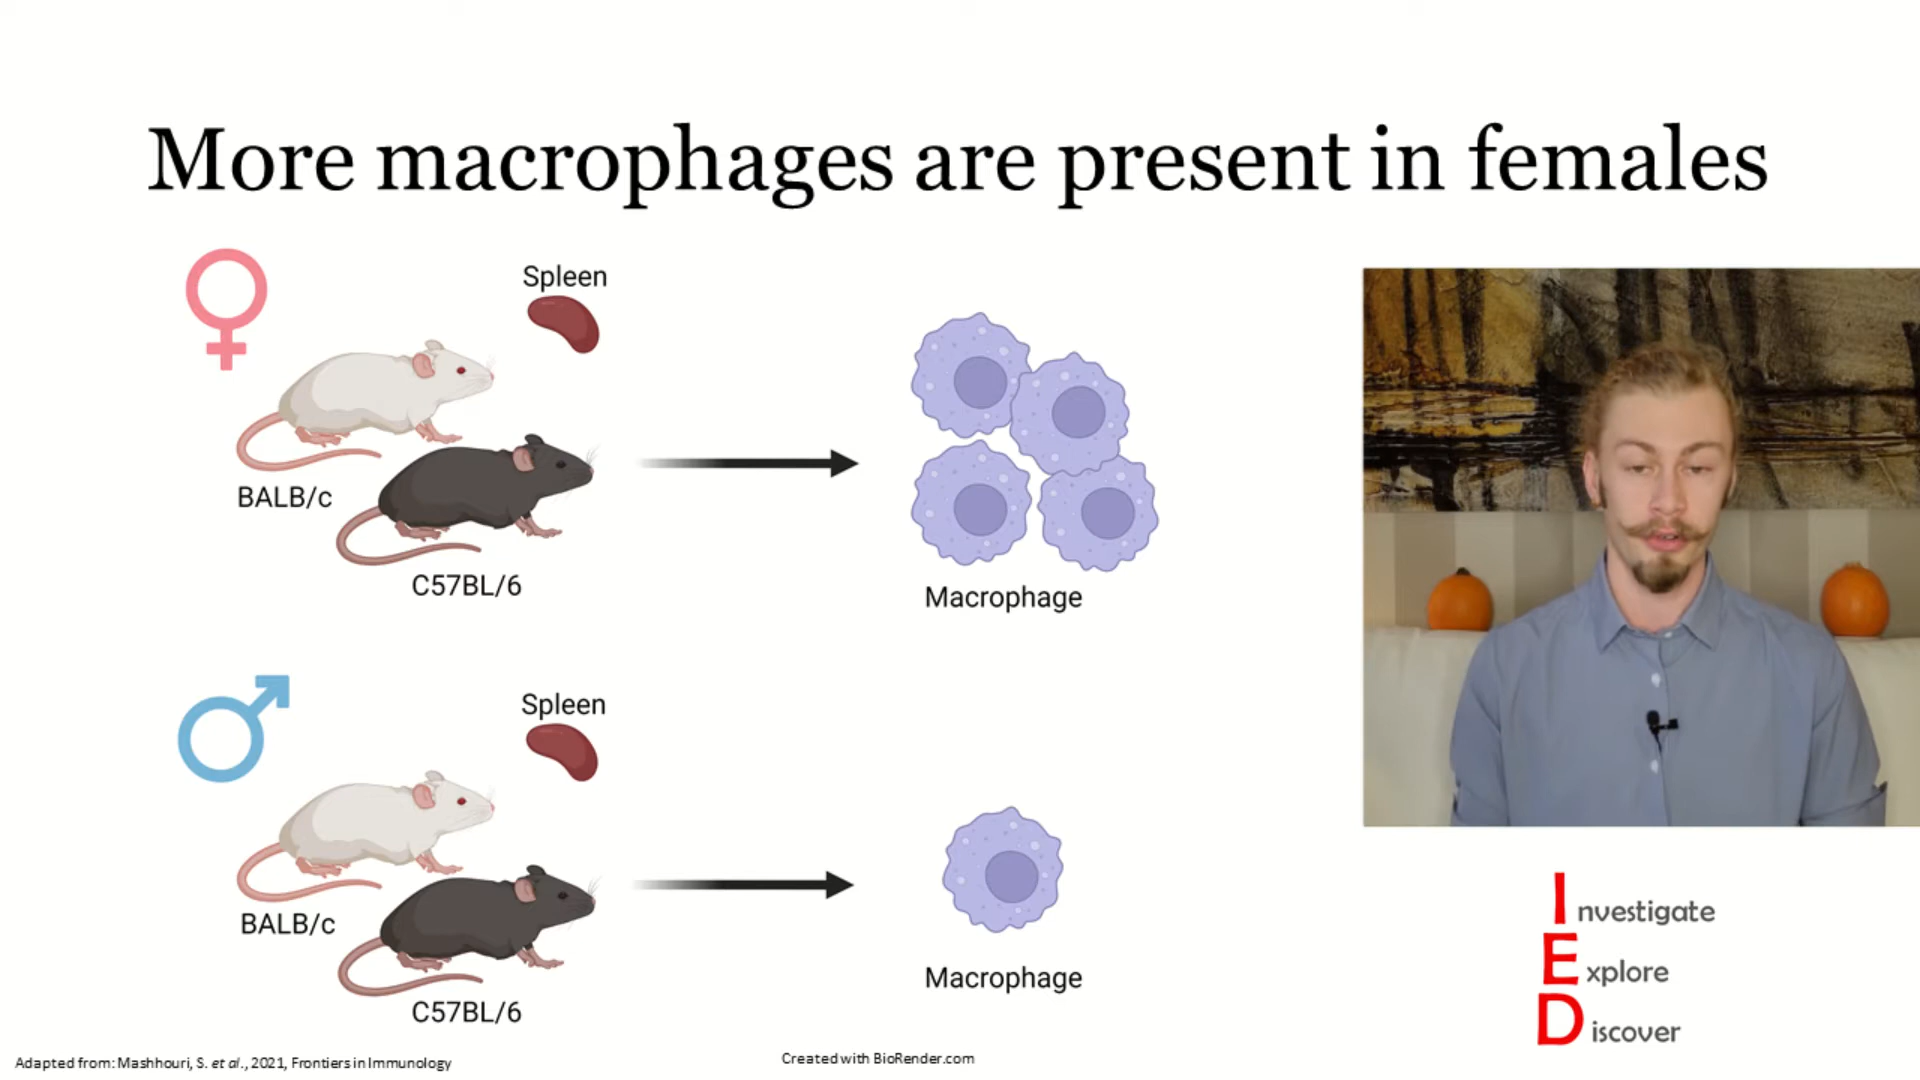 More macrophages are present in females
Spleen
BALB/c
C57BL/6
Macrophage
Spleen
BALB/c
C57BL/6
Macrophage
Investigate
Explore
Discover
Adapted from: Mashhouri, S. et al., 2021, Frontiers in Immunology
Created with BioRender.com